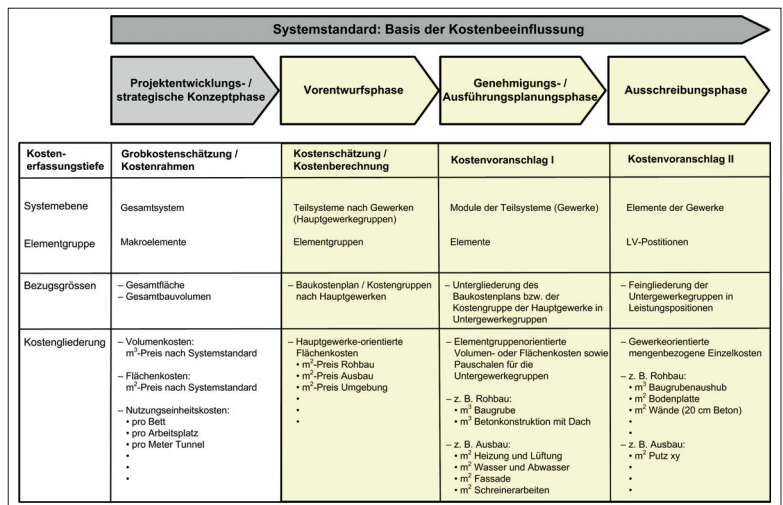 Systemstandard: Basis der Kostenbeeinflussung
Projektentwicklungs- /
strategische Konzeptphase
Vorentwurfsphase
Genehmigungs- /
Ausführungsplanungsphase
Ausschreibungsphase
Kosten-
erfassungstiefe
Grobkostenschätzung /
Kostenrahmen
Kostenschätzung /
Kostenberechnung
Kostenvoranschlag I
Kostenvoranschlag II
Systemebene
Gesamtsystem
Teilsysteme nach Gewerken
(Hauptgewerkegruppen)
Module der Teilsysteme (Gewerke)
Elemente der Gewerke
Elementgruppe
Makroelemente
Elementgruppen
Elemente
LV-Postitionen
Bezugsgrössen
– Gesamtfläche
– Gesamtbauvolumen
– Baukostenplan / Kostengruppen
nach Hauptgewerken
– Untergliederung des
Baukostenplans bzw. der
Kostengruppe der Hauptgewerke in
Untergewerkegruppen
– Feingliederung der
Untergewerkegruppen in
Leistungspositionen
Kostengliederung
– Volumenkosten:
m³-Preis nach Systemstandard
– Flächenkosten:
m²-Preis nach Systemstandard
– Nutzungseinheitskosten:
• pro Bett
• pro Arbeitsplatz
• pro Meter Tunnel
•
•
•
– Hauptgewerke-orientierte
Flächenkosten
• m²-Preis Rohbau
• m²-Preis Ausbau
• m²-Preis Umgebung
•
•
•
– Elementgruppenorientierte
Volumen- oder Flächenkosten sowie
Pauschalen für die
Untergewerkegruppen
– z. B. Rohbau:
• m³ Baugrube
• m³ Betonkonstruktion mit Dach
– z. B. Ausbau:
• m² Heizung und Lüftung
• m² Wasser und Abwasser
• m² Fassade
• m² Schreinerarbeiten
– Gewerkeorientierte
mengenbezogene Einzelkosten
– z. B. Rohbau:
• m³ Baugrubenaushub
• m² Bodenplatte
• m² Wände (20 cm Beton)
•
•
– z. B. Ausbau:
• m² Putz xy
•
•